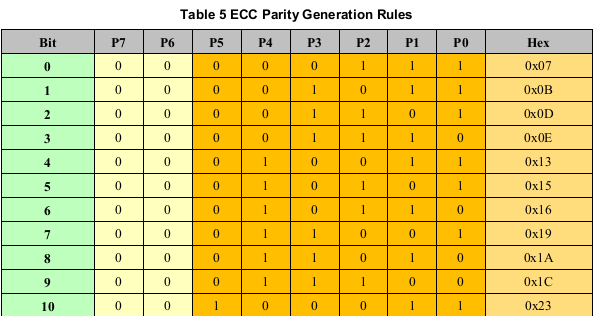 Table 5 ECC Parity Generation Rules
Bit P7 P6 P5 P4 P3 P2 P1 P0 Hex
0 0 0 0 0 0 1 1 1 0x07
1 0 0 0 0 1 0 1 1 0x0B
2 0 0 0 0 1 1 0 1 0x0D
3 0 0 0 0 1 1 1 0 0x0E
4 0 0 0 1 0 0 1 1 0x13
5 0 0 0 1 0 1 0 1 0x15
6 0 0 0 1 0 1 1 0 0x16
7 0 0 0 1 1 0 0 1 0x19
8 0 0 0 1 1 0 1 0 0x1A
9 0 0 0 1 1 1 0 0 0x1C
10 0 0 1 0 0 0 1 1 0x23